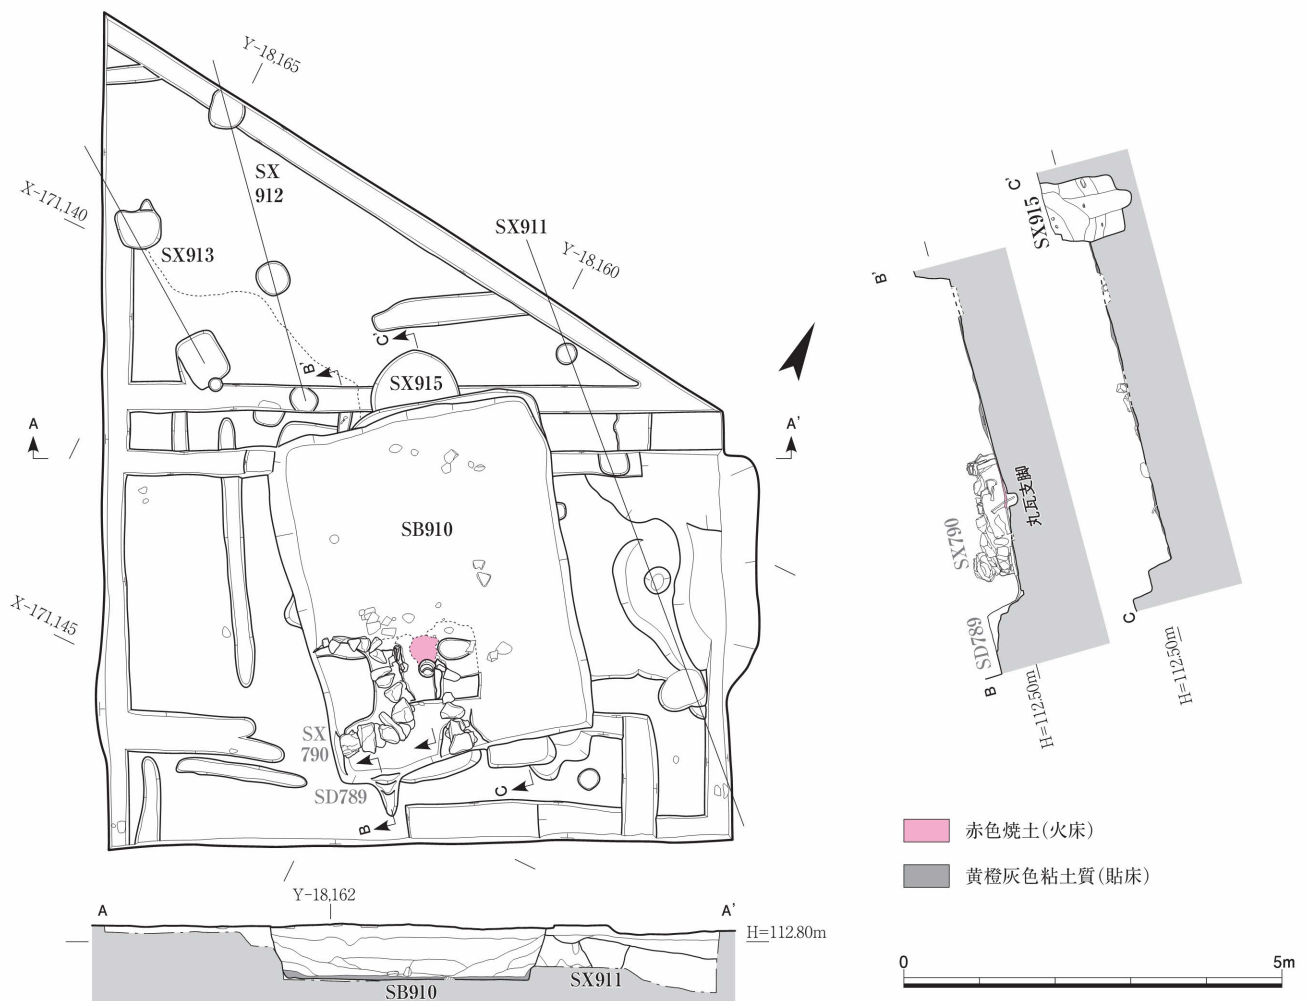 Y-18,165
X-171,140
SX
912
SX913
SX911
Y-18,160
C'
B'
SX915
A
A'
SB910
X-171,145
SX
790
SD789
C
B
Y-18,162
A
A'
H=112.80m
SB910
SX911
C'
SX915
B'
丸瓦支脚
SX790
SD789
B
H=112.50m
C
H=112.50m
赤色焼土(火床)
黄橙灰色粘土質(貼床)
0
5m